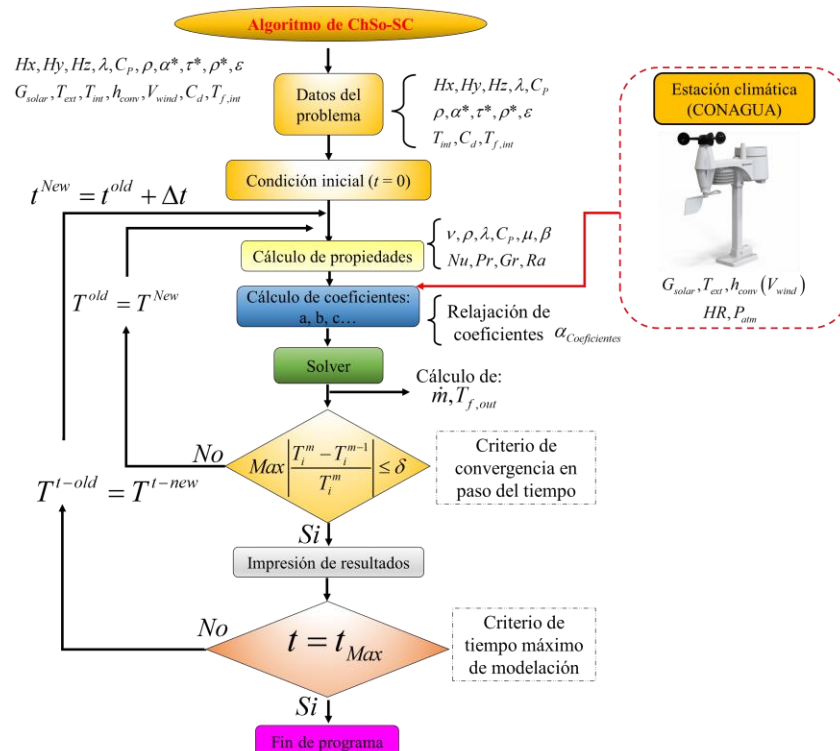 Algoritmo de ChSo-SC
Hx, Hy, Hz, λ, C_P, ρ, α*, τ*, ρ*, ε
G_solar, T_ext, T_int, h_conv, V_wind, C_d, T_f,int
Datos del
problema
Hx, Hy, Hz, λ, C_P
ρ, α*, τ*, ρ*, ε
T_int, C_d, T_f,int
Estación climática
(CONAGUA)
G_solar, T_ext, h_conv (V_wind)
HR, P_atm
Condición inicial (t = 0)
t^New = t^old + Δt
Cálculo de propiedades
ν, ρ, λ, C_P, μ, β
Nu, Pr, Gr, Ra
T^old = T^New
Cálculo de coeficientes:
a, b, c…
Relajación de
coeficientes α_Coeficientes
Solver
Cálculo de:
ṁ, T_f,out
No
Max |(T_i^m − T_i^m−1) / T_i^m| ≤ δ
Criterio de
convergencia en
paso del tiempo
T^t−old = T^t−new
Si
Impresión de resultados
No
t = t_Max
Criterio de
tiempo máximo
de modelación
Si
Fin de programa